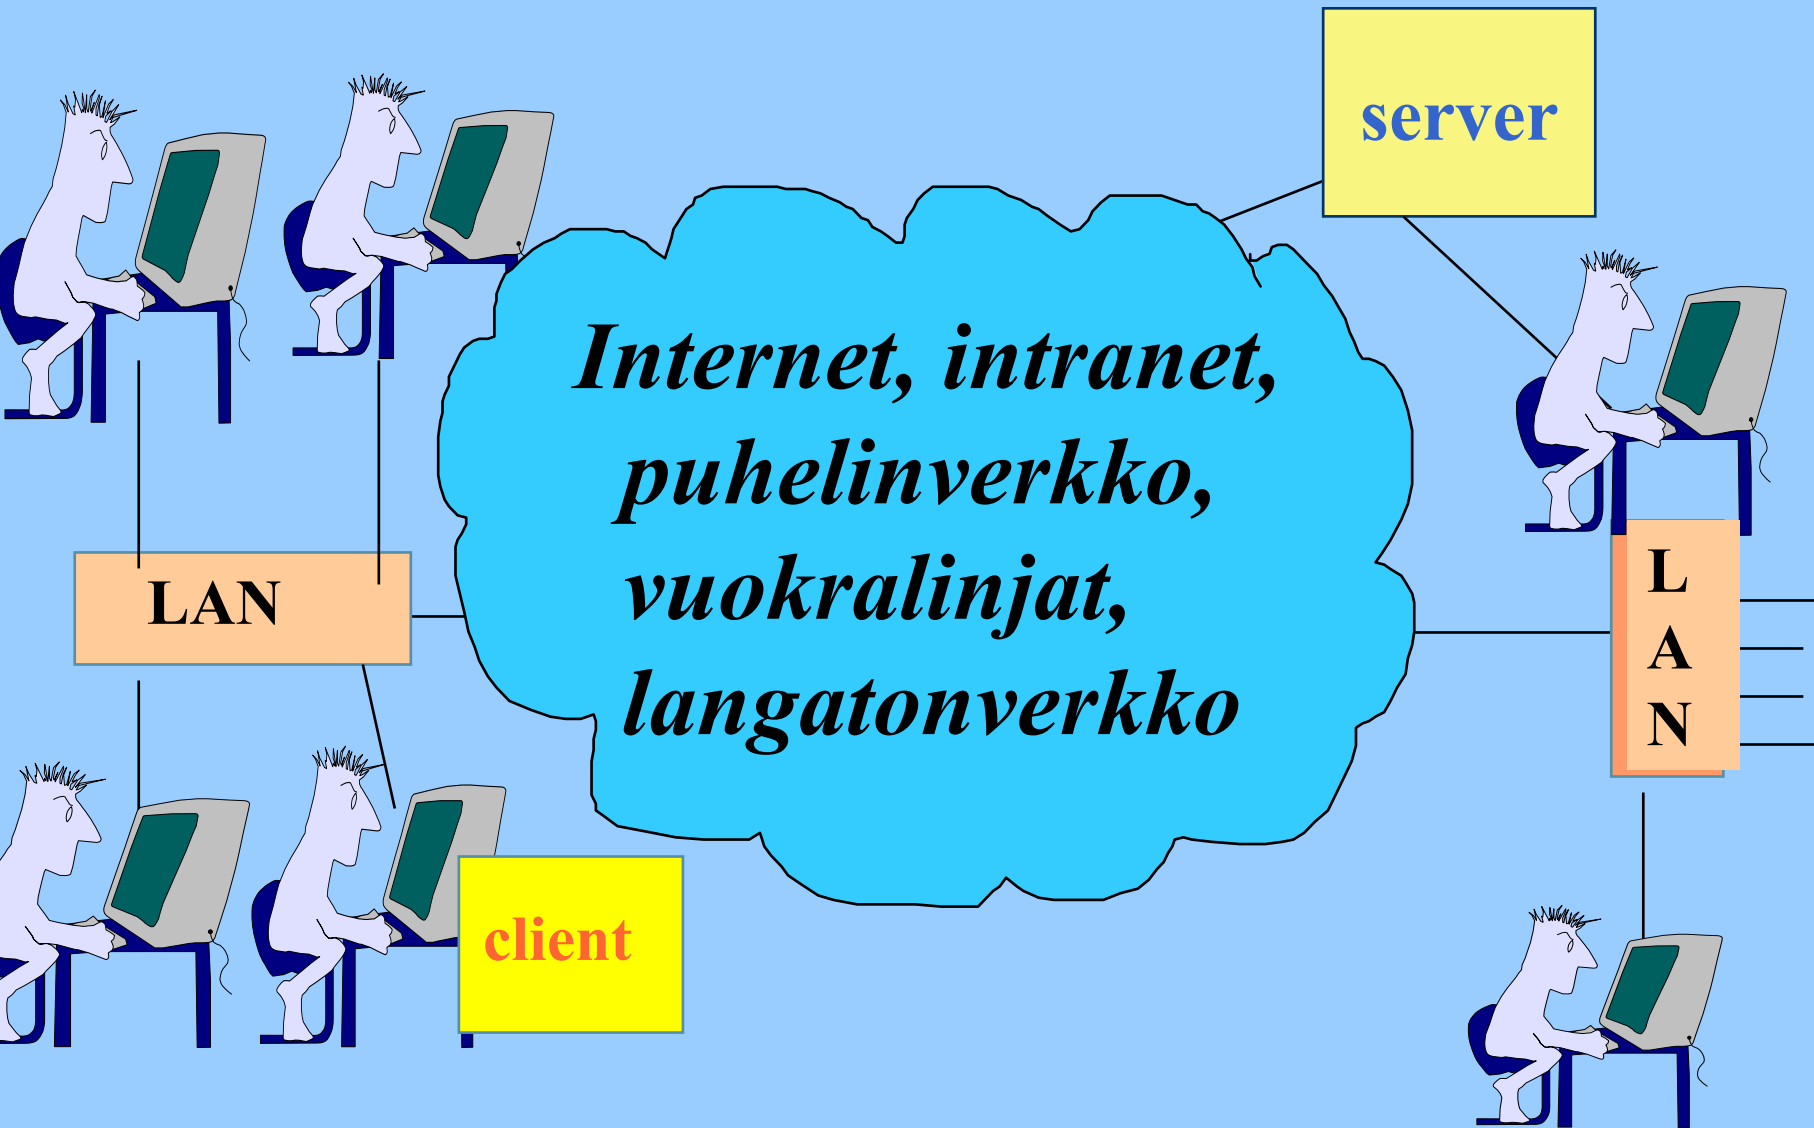 server
Internet, intranet,
puhelinverkko,
vuokralinjat,
langatonverkko
LAN
L
A
N
client